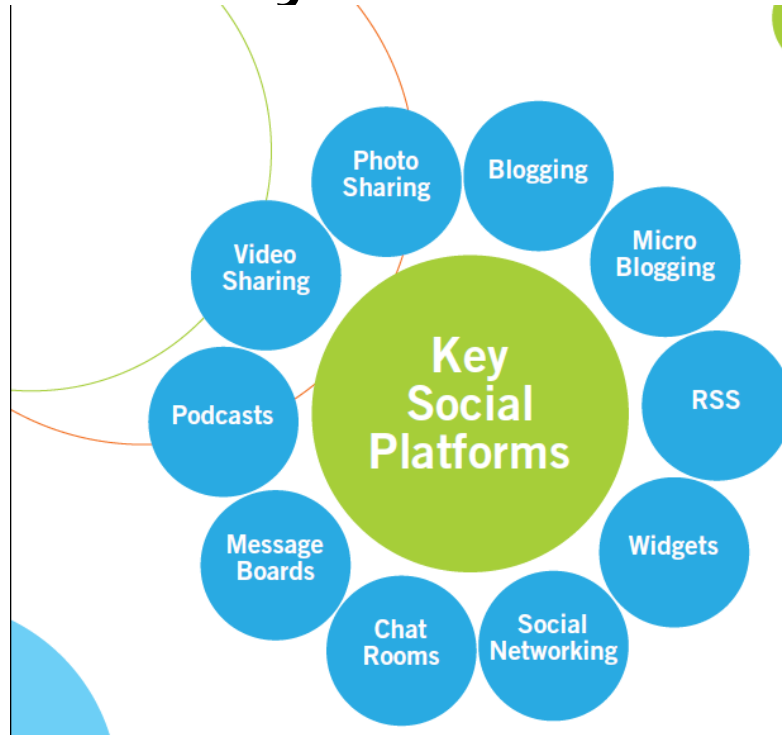 Key
Social
Platforms
Photo
Sharing
Blogging
Micro
Blogging
RSS
Widgets
Social
Networking
Chat
Rooms
Message
Boards
Podcasts
Video
Sharing